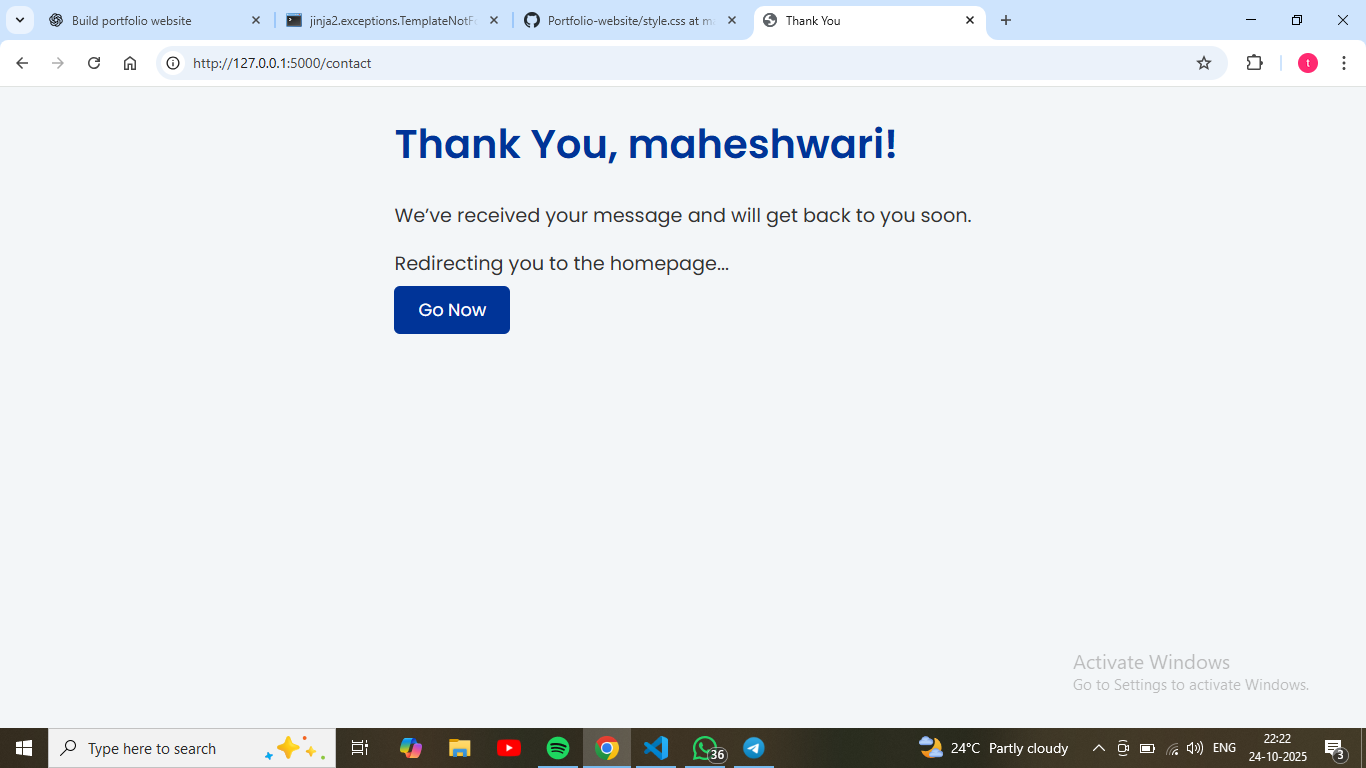 Build portfolio website
jinja2.exceptions.TemplateNotF
Portfolio-website/style.css at m
Thank You
http://127.0.0.1:5000/contact
t
Thank You, maheshwari!
We’ve received your message and will get back to you soon.
Redirecting you to the homepage...
Go Now
Activate Windows
Go to Settings to activate Windows.
Type here to search
36
24°C Partly cloudy
ENG
22:22
24-10-2025
3